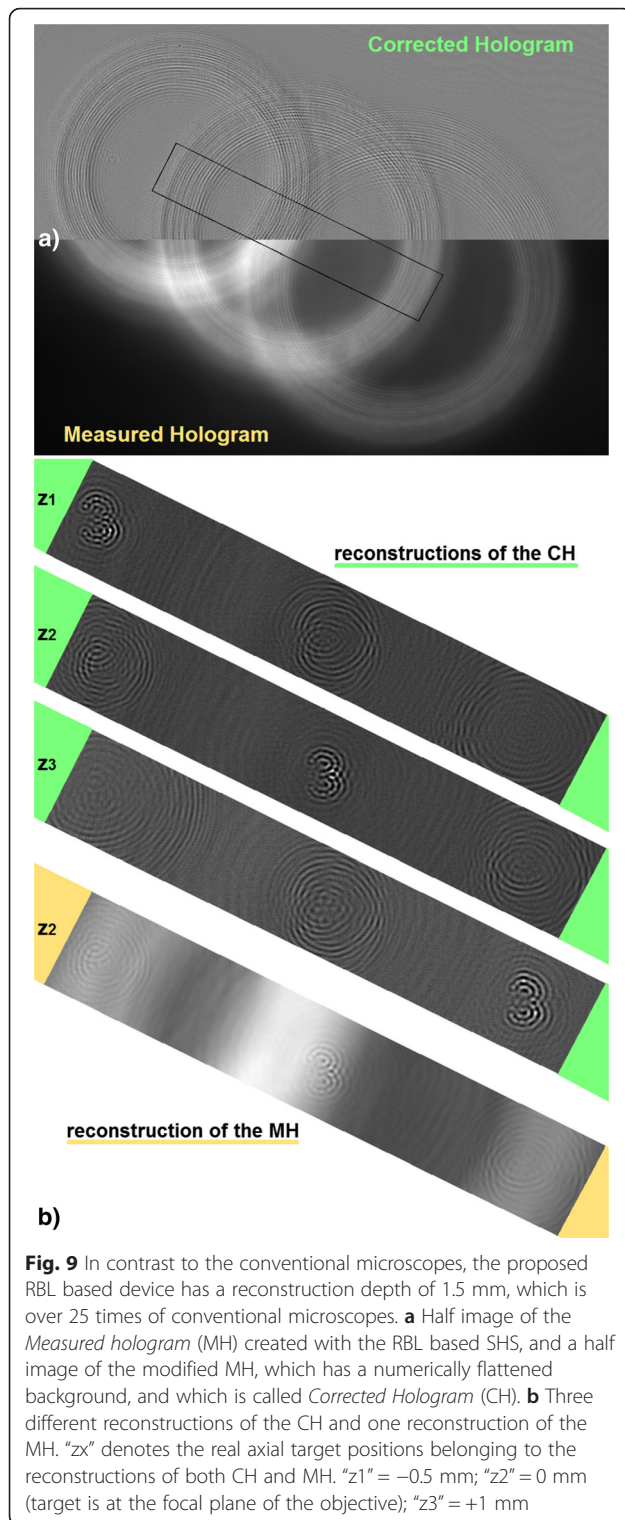 Corrected Hologram
a)
Measured Hologram
z1
reconstructions of the CH
z2
z3
z2
reconstruction of the MH
b)
Fig. 9 In contrast to the conventional microscopes, the proposed
RBL based device has a reconstruction depth of 1.5 mm, which is
over 25 times of conventional microscopes. a Half image of the
Measured hologram (MH) created with the RBL based SHS, and a half
image of the modified MH, which has a numerically flattened
background, and which is called Corrected Hologram (CH). b Three
different reconstructions of the CH and one reconstruction of the
MH. “zx” denotes the real axial target positions belonging to the
reconstructions of both CH and MH. “z1” = −0.5 mm; “z2” = 0 mm
(target is at the focal plane of the objective); “z3” = +1 mm